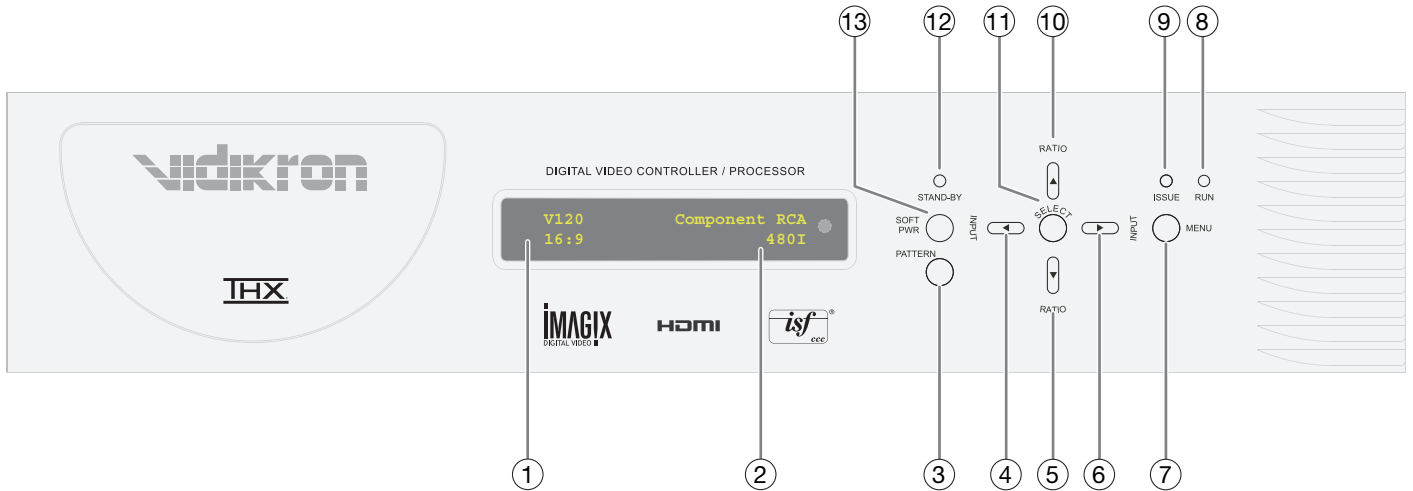 13 12 11 10 9 8
RATIO
vidikron
DIGITAL VIDEO CONTROLLER / PROCESSOR
STAND-BY
ISSUE
RUN
V120 Component RCA
16:9 480I
SOFT
PWR
INPUT
SELECT
INPUT
MENU
PATTERN
THX
RATIO
iMAGIX
DIGITAL VIDEO
HDMI
isf®
ccc
1 2 3 4 5 6 7